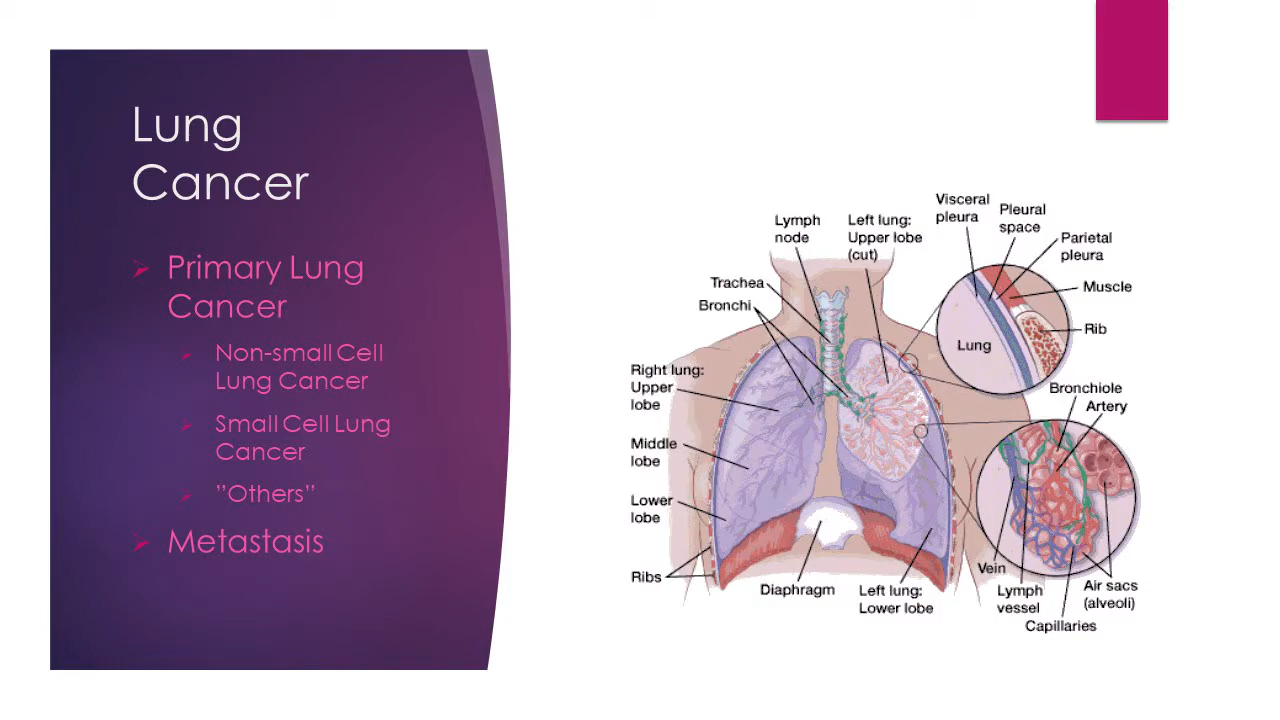 Lung
Cancer
Primary Lung
Cancer
Non-small Cell
Lung Cancer
Small Cell Lung
Cancer
”Others”
Metastasis
Visceral
pleura
Pleural
space
Parietal
pleura
Muscle
Rib
Lung
Lymph
node
Left lung:
Upper lobe
(cut)
Trachea
Bronchi
Right lung:
Upper
lobe
Middle
lobe
Lower
lobe
Ribs
Diaphragm
Left lung:
Lower lobe
Bronchiole
Artery
Vein
Lymph
vessel
Capillaries
Air sacs
(alveoli)